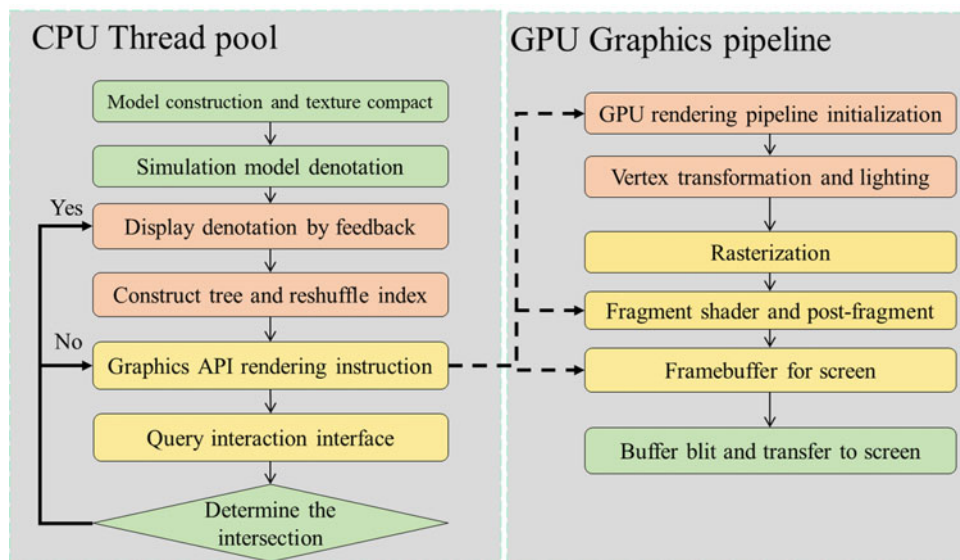 CPU Thread pool
Model construction and texture compact
Simulation model denotation
Yes
Display denotation by feedback
Construct tree and reshuffle index
No
Graphics API rendering instruction
Query interaction interface
Determine the
intersection
GPU Graphics pipeline
GPU rendering pipeline initialization
Vertex transformation and lighting
Rasterization
Fragment shader and post-fragment
Framebuffer for screen
Buffer blit and transfer to screen